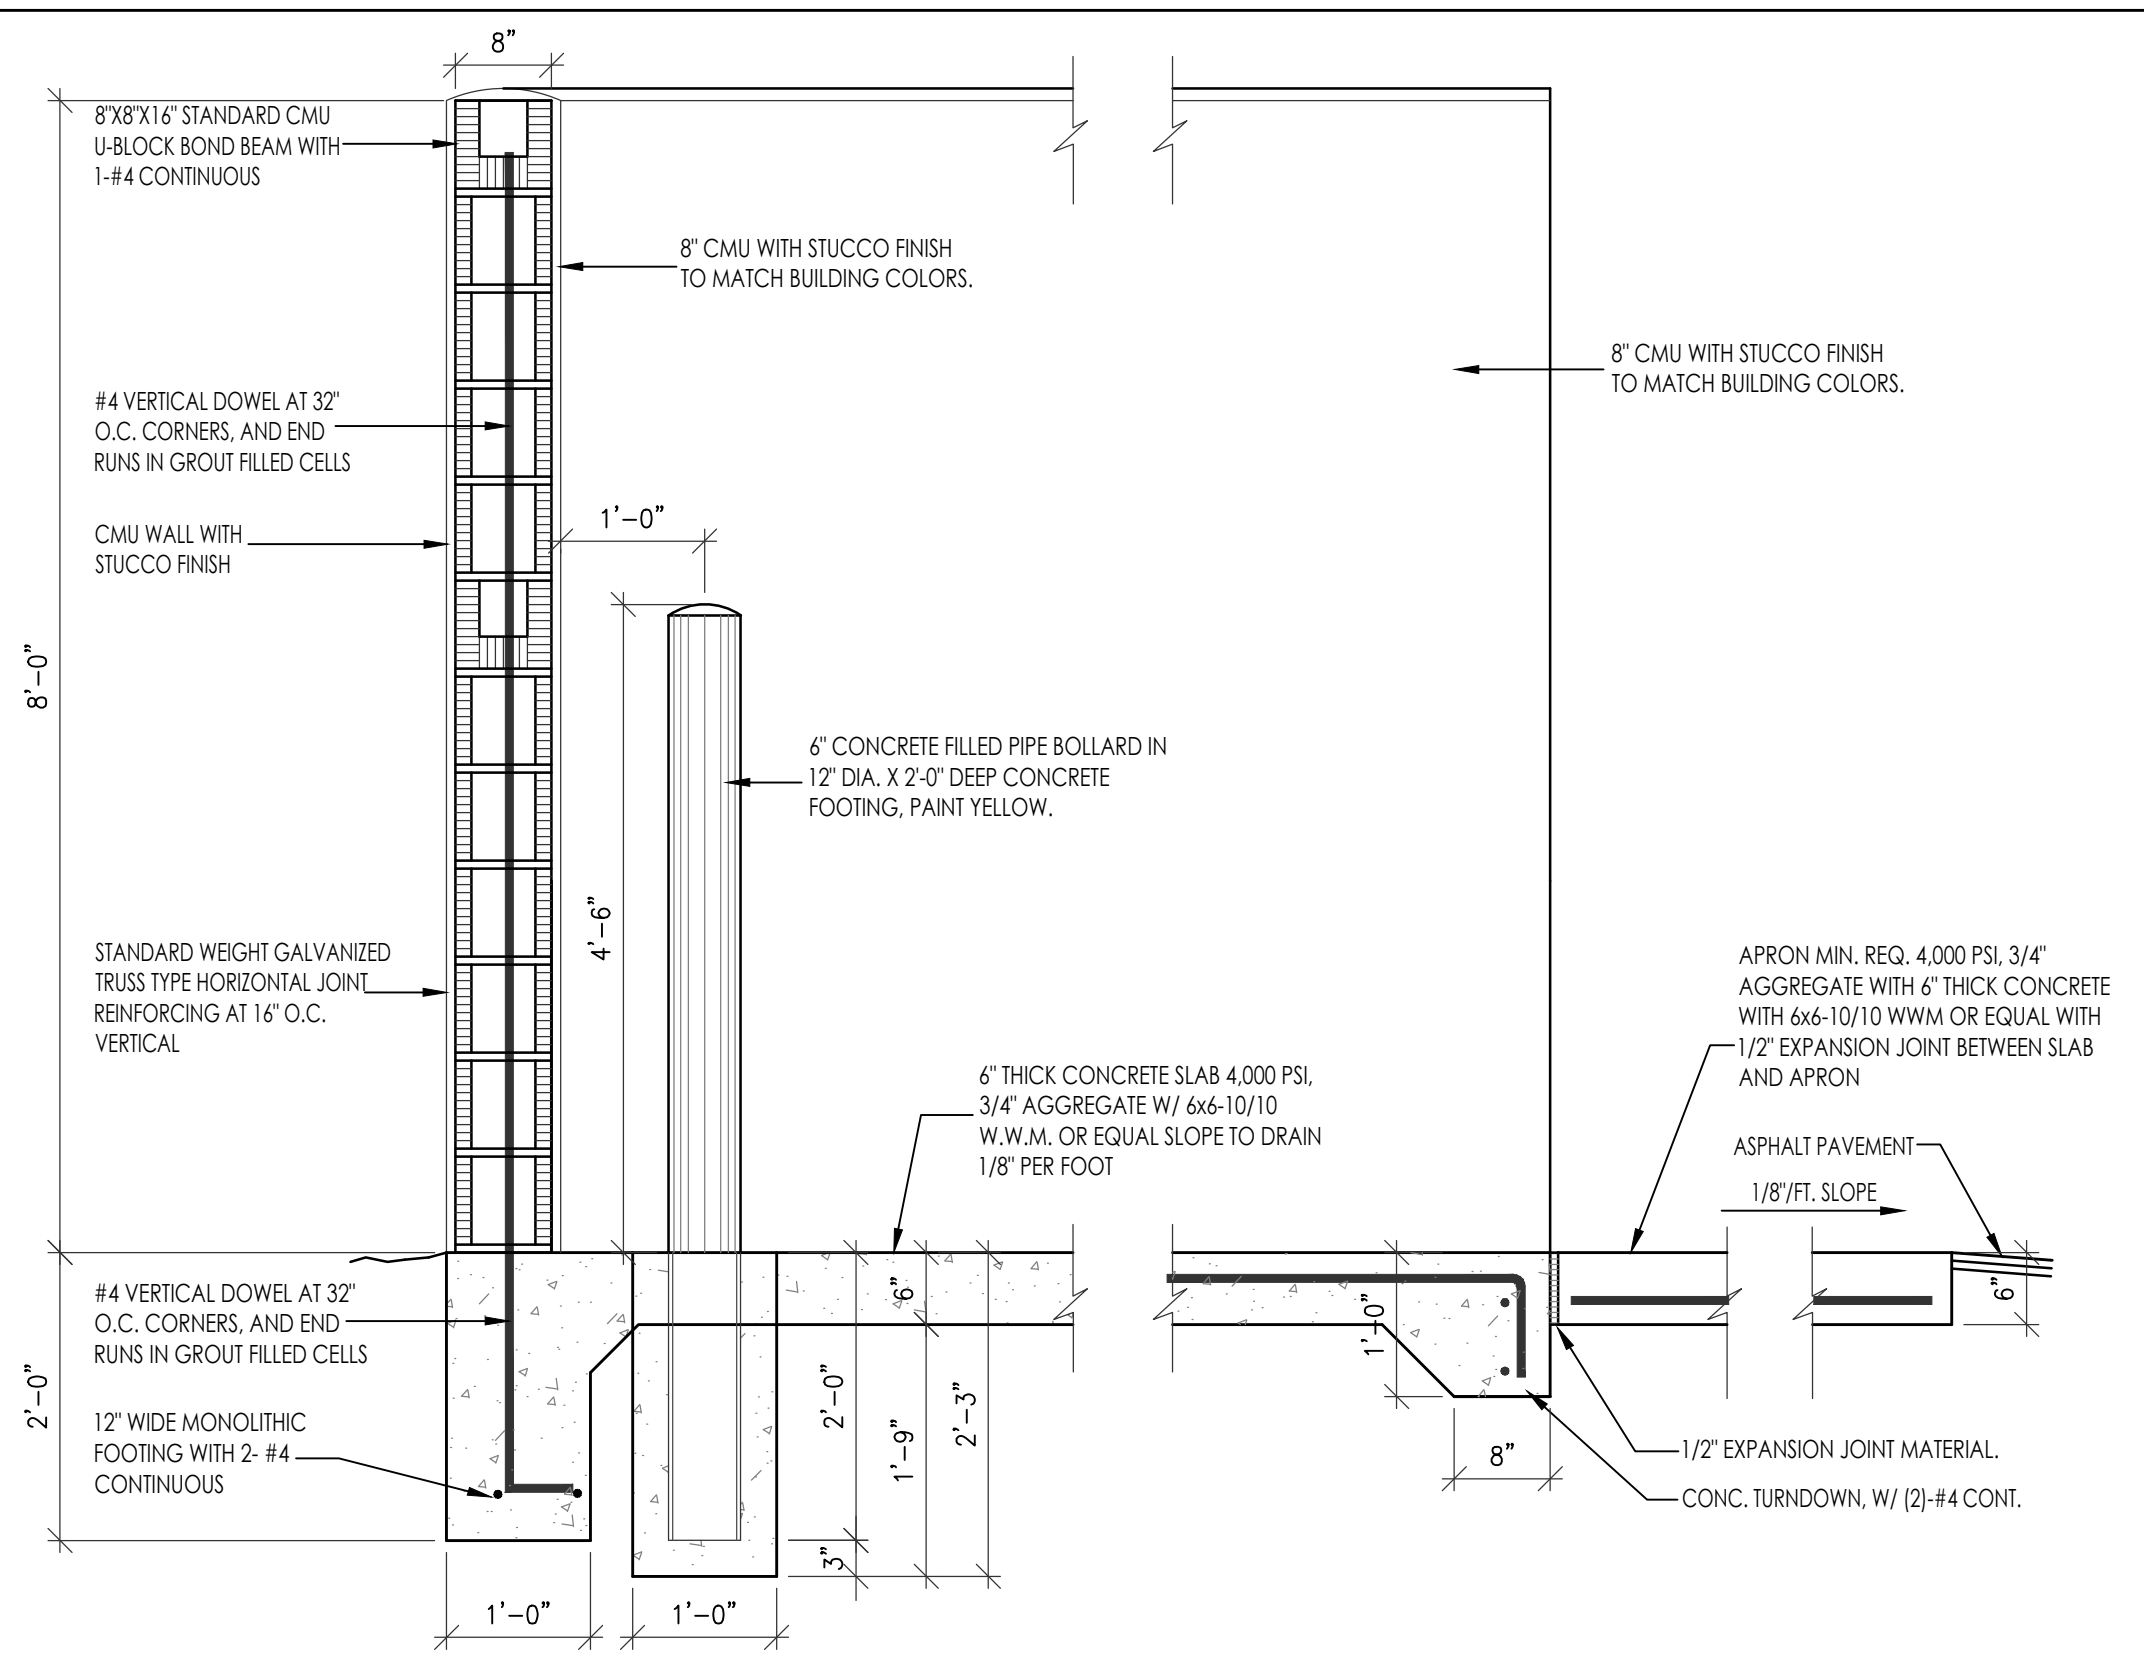 8"
8"X8"X16" STANDARD CMU
U-BLOCK BOND BEAM WITH
1-#4 CONTINUOUS
8" CMU WITH STUCCO FINISH
TO MATCH BUILDING COLORS.
8" CMU WITH STUCCO FINISH
TO MATCH BUILDING COLORS.
#4 VERTICAL DOWEL AT 32"
O.C. CORNERS, AND END
RUNS IN GROUT FILLED CELLS
1'-0"
CMU WALL WITH
STUCCO FINISH
8'-0"
6" CONCRETE FILLED PIPE BOLLARD IN
12" DIA. X 2'-0" DEEP CONCRETE
FOOTING, PAINT YELLOW.
4'-6"
STANDARD WEIGHT GALVANIZED
TRUSS TYPE HORIZONTAL JOINT
REINFORCING AT 16" O.C.
VERTICAL
APRON MIN. REQ. 4,000 PSI, 3/4"
AGGREGATE WITH 6" THICK CONCRETE
WITH 6x6-10/10 WWM OR EQUAL WITH
1/2" EXPANSION JOINT BETWEEN SLAB
AND APRON
6" THICK CONCRETE SLAB 4,000 PSI,
3/4" AGGREGATE W/ 6x6-10/10
W.W.M. OR EQUAL SLOPE TO DRAIN
1/8" PER FOOT
ASPHALT PAVEMENT
1/8"/FT. SLOPE
#4 VERTICAL DOWEL AT 32"
O.C. CORNERS, AND END
RUNS IN GROUT FILLED CELLS
6"
1'-0"
6"
2'-0"
2'-0"
1'-9"
2'-3"
12" WIDE MONOLITHIC
FOOTING WITH 2- #4
CONTINUOUS
8"
1/2" EXPANSION JOINT MATERIAL.
CONC. TURNDOWN, W/ (2)-#4 CONT.
3"
1'-0"
1'-0"